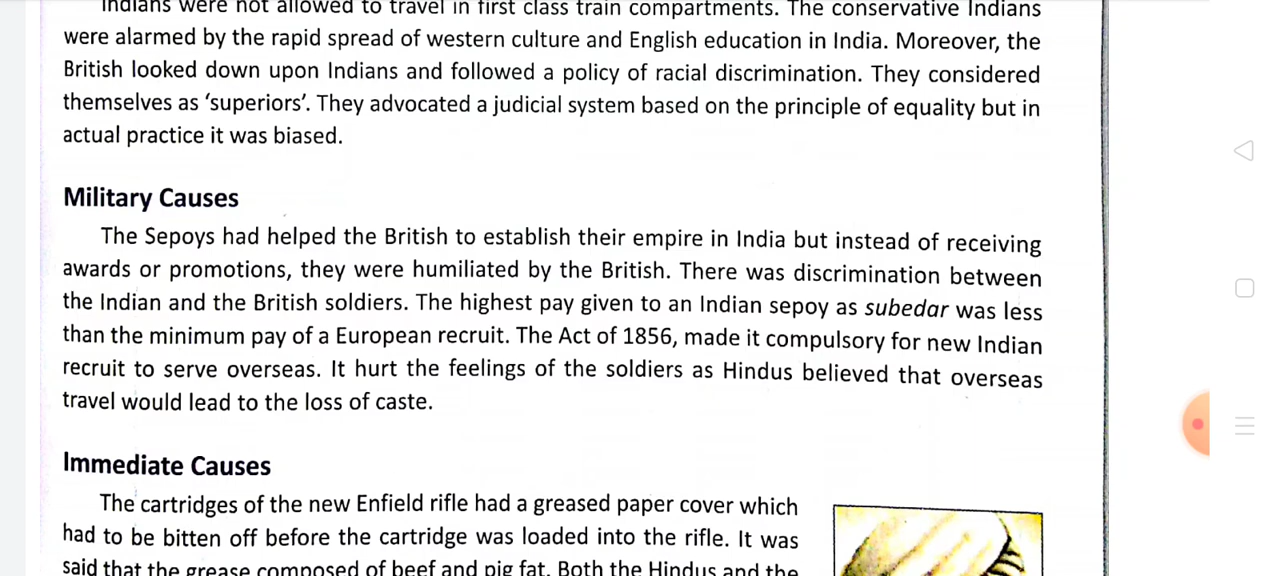 Indians were not allowed to travel in first class train compartments. The conservative Indians
were alarmed by the rapid spread of western culture and English education in India. Moreover, the
British looked down upon Indians and followed a policy of racial discrimination. They considered
themselves as ‘superiors’. They advocated a judicial system based on the principle of equality but in
actual practice it was biased.
Military Causes
The Sepoys had helped the British to establish their empire in India but instead of receiving
awards or promotions, they were humiliated by the British. There was discrimination between
the Indian and the British soldiers. The highest pay given to an Indian sepoy as subedar was less
than the minimum pay of a European recruit. The Act of 1856, made it compulsory for new Indian
recruit to serve overseas. It hurt the feelings of the soldiers as Hindus believed that overseas
travel would lead to the loss of caste.
Immediate Causes
The cartridges of the new Enfield rifle had a greased paper cover which
had to be bitten off before the cartridge was loaded into the rifle. It was
said that the grease composed of beef and pig fat. Both the Hindus and the